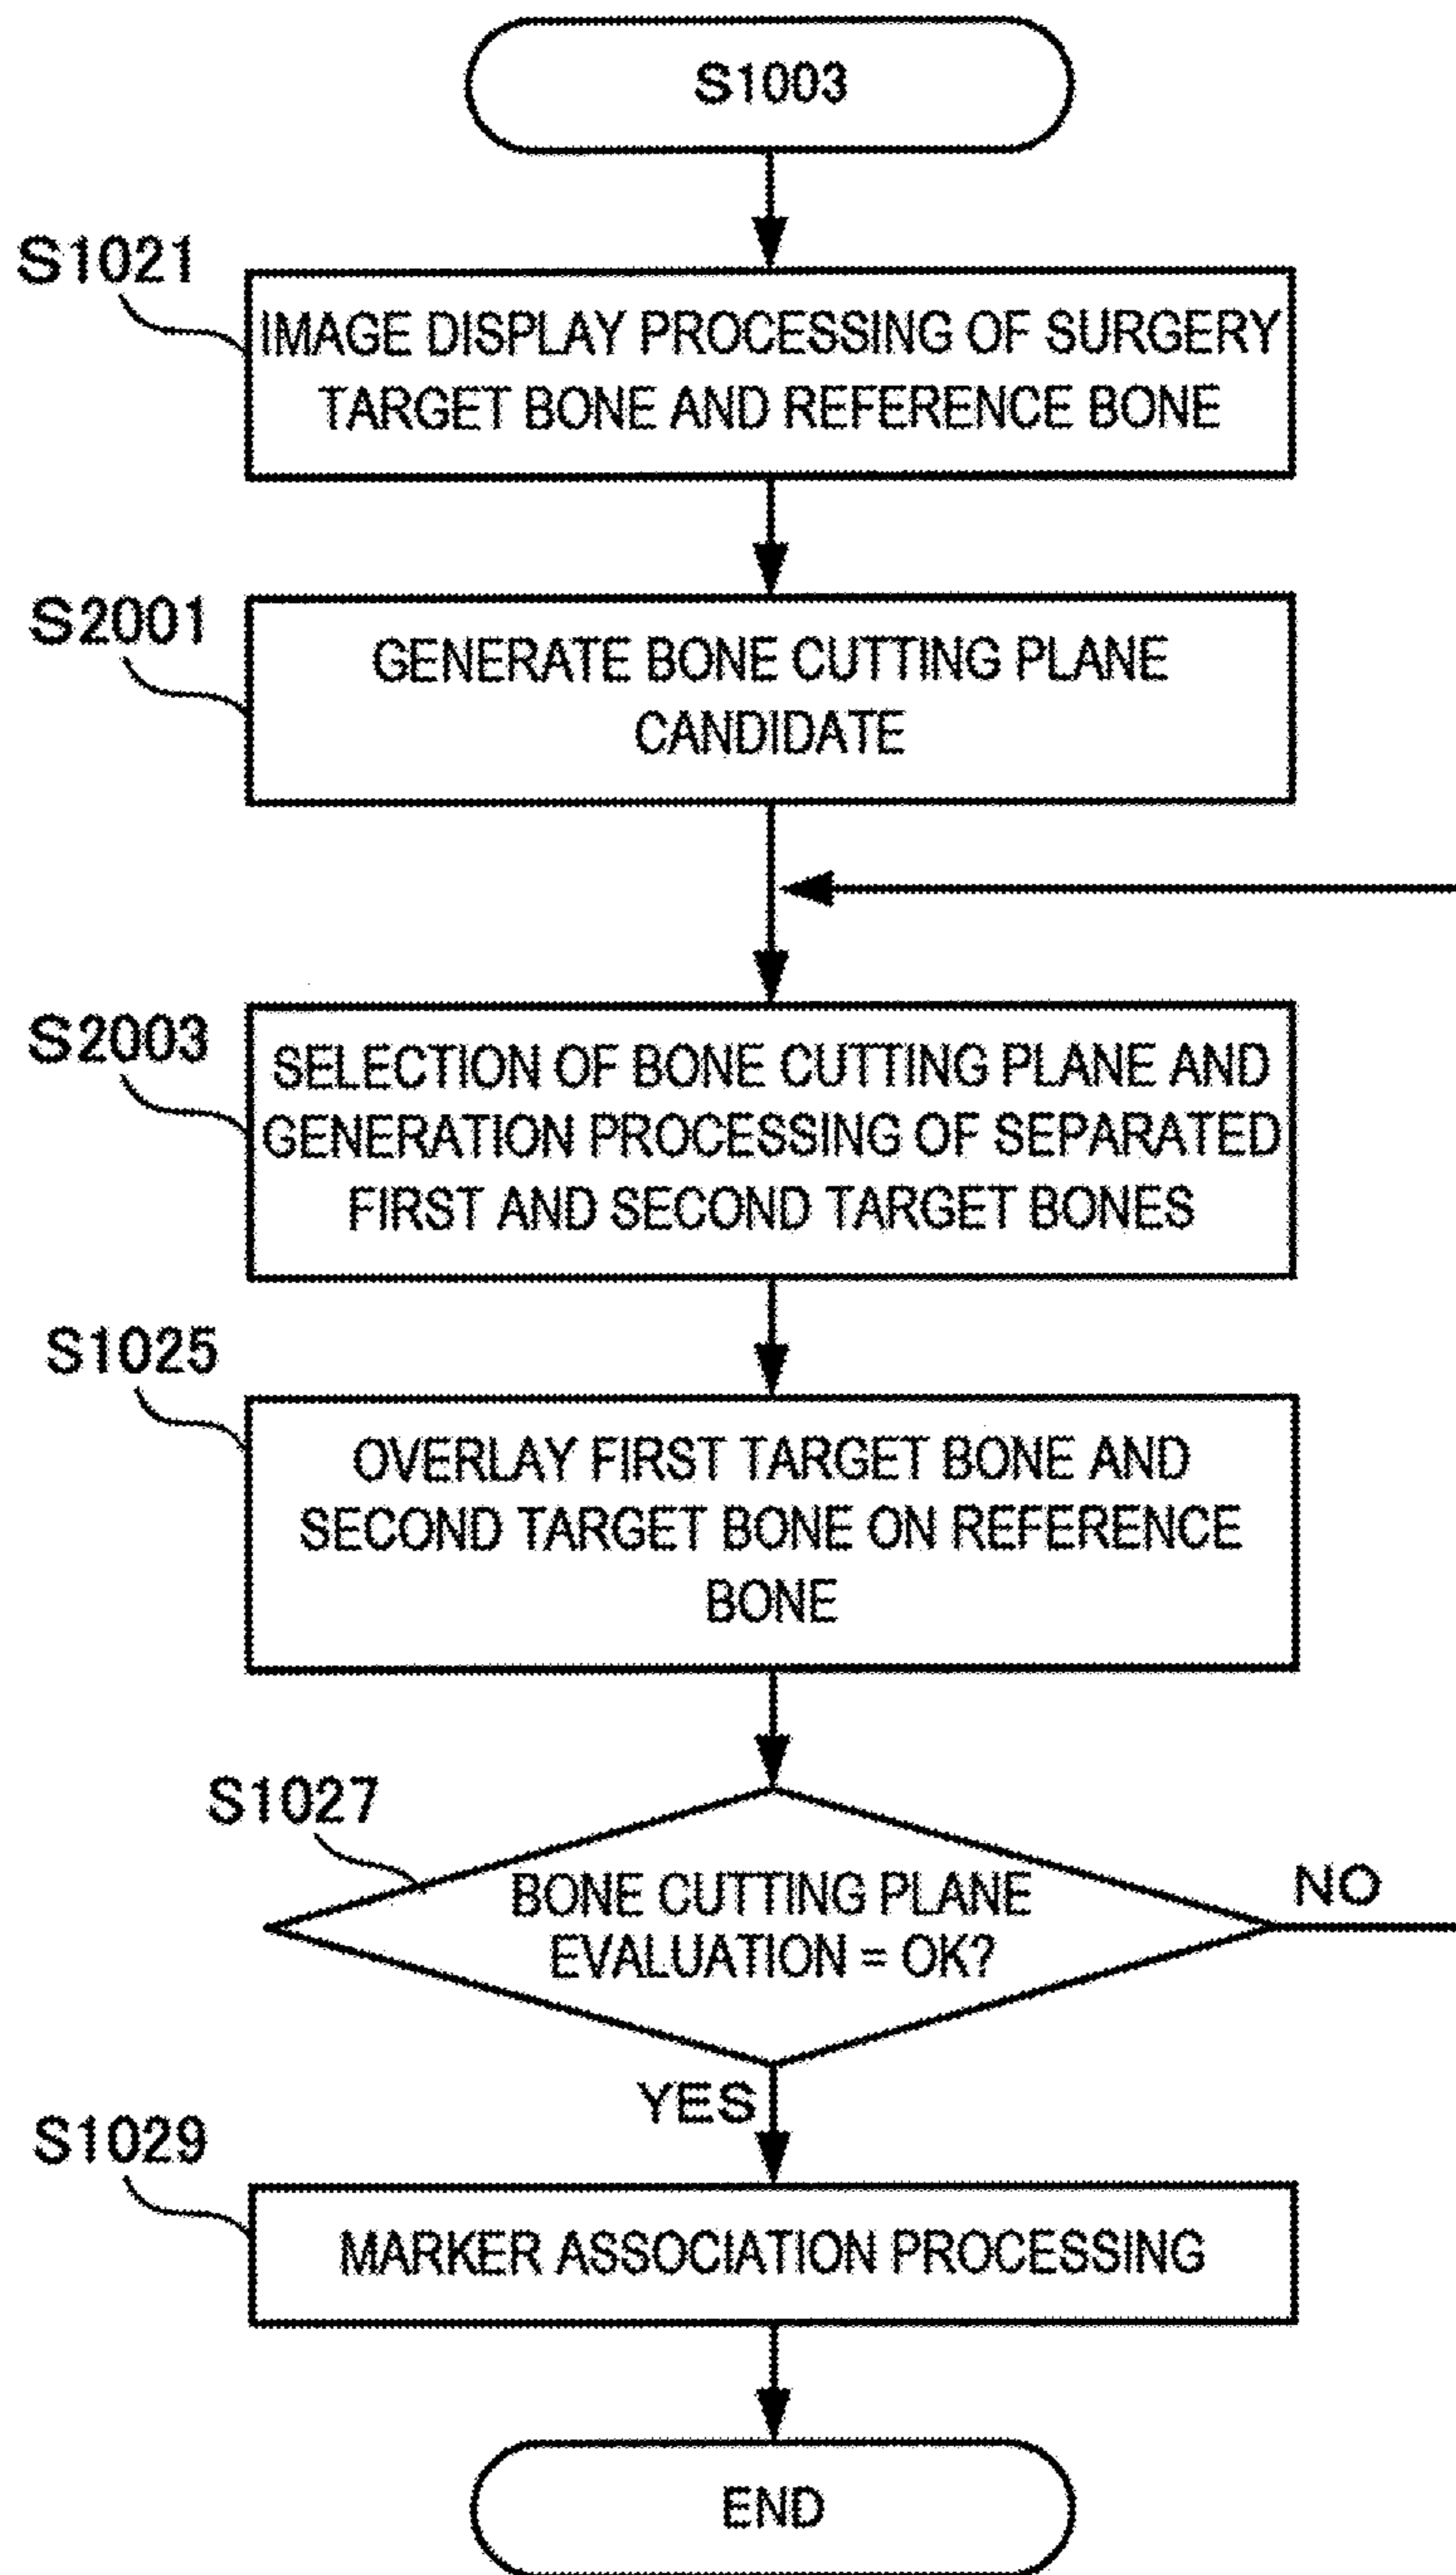 S1003
S1021
IMAGE DISPLAY PROCESSING OF SURGERY
TARGET BONE AND REFERENCE BONE
S2001
GENERATE BONE CUTTING PLANE
CANDIDATE
S2003
SELECTION OF BONE CUTTING PLANE AND
GENERATION PROCESSING OF SEPARATED
FIRST AND SECOND TARGET BONES
S1025
OVERLAY FIRST TARGET BONE AND
SECOND TARGET BONE ON REFERENCE
BONE
S1027
BONE CUTTING PLANE
EVALUATION = OK?
NO
YES
S1029
MARKER ASSOCIATION PROCESSING
END